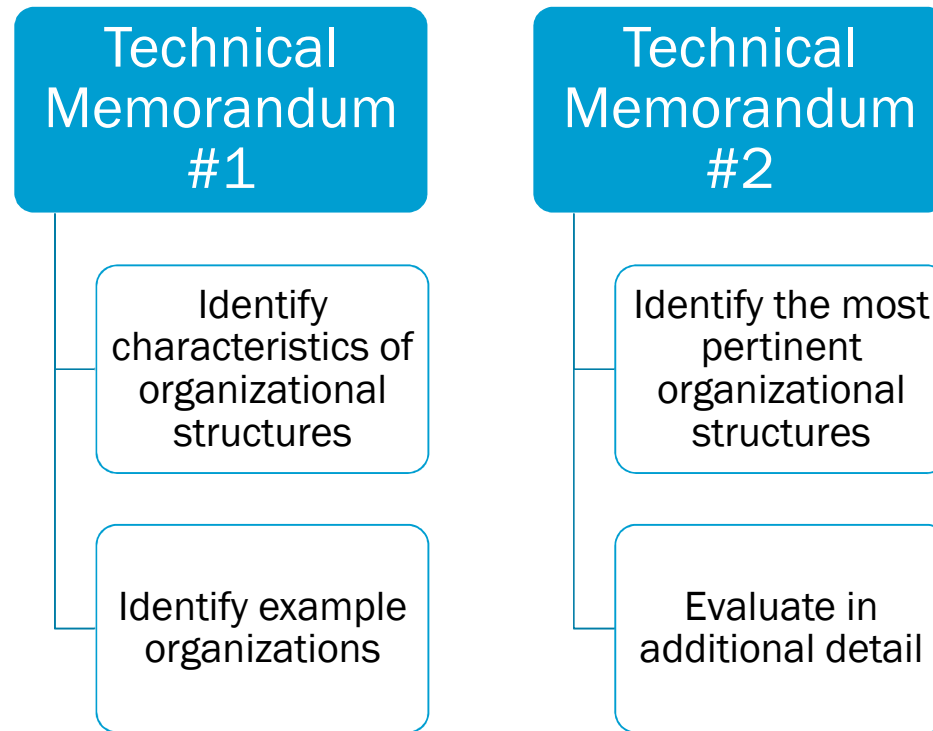 Technical
Memorandum
#1
Identify
characteristics of
organizational
structures
Identify example
organizations
Technical
Memorandum
#2
Identify the most
pertinent
organizational
structures
Evaluate in
additional detail